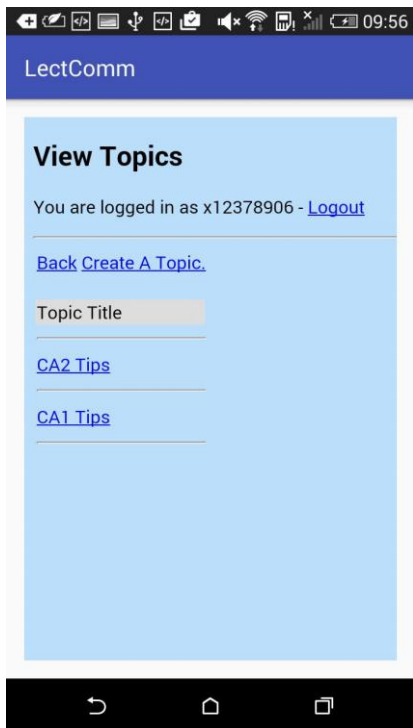 09:56
LectComm
View Topics
You are logged in as x12378906 - Logout
Back Create A Topic.
Topic Title
CA2 Tips
CA1 Tips